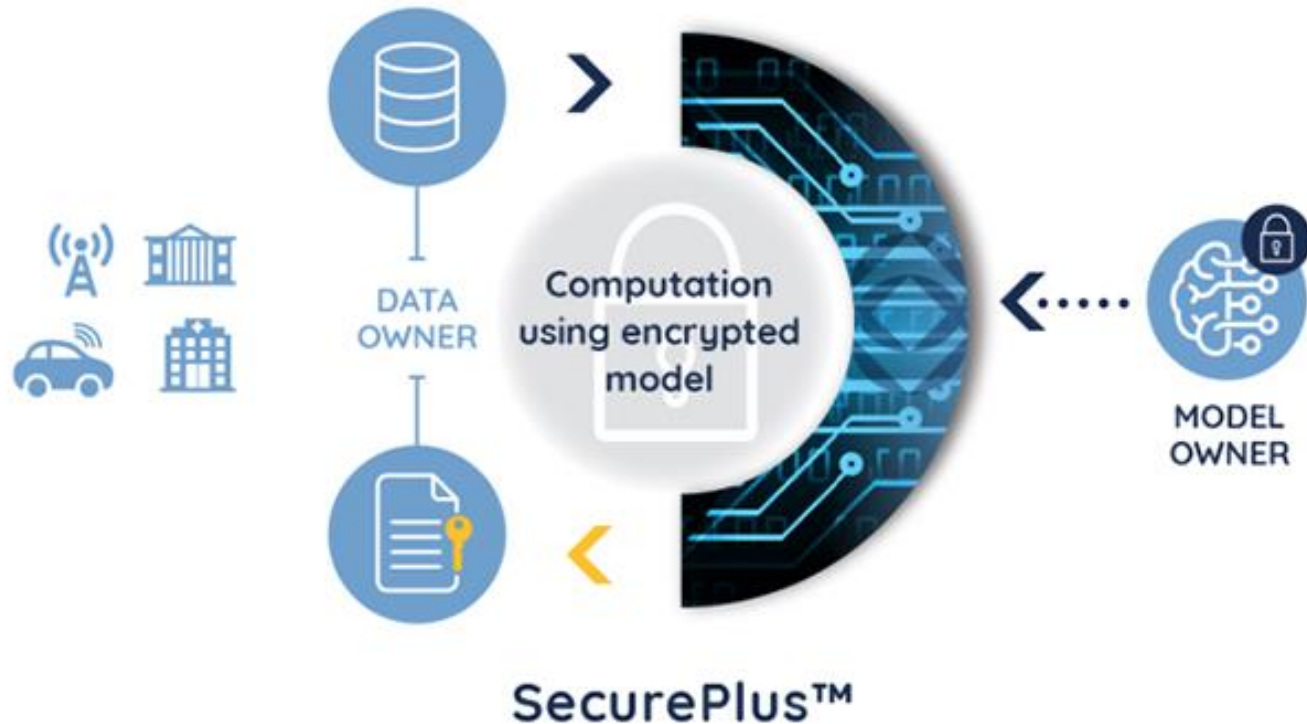 DATA
OWNER
Computation
using encrypted
model
MODEL
OWNER
SecurePlus™